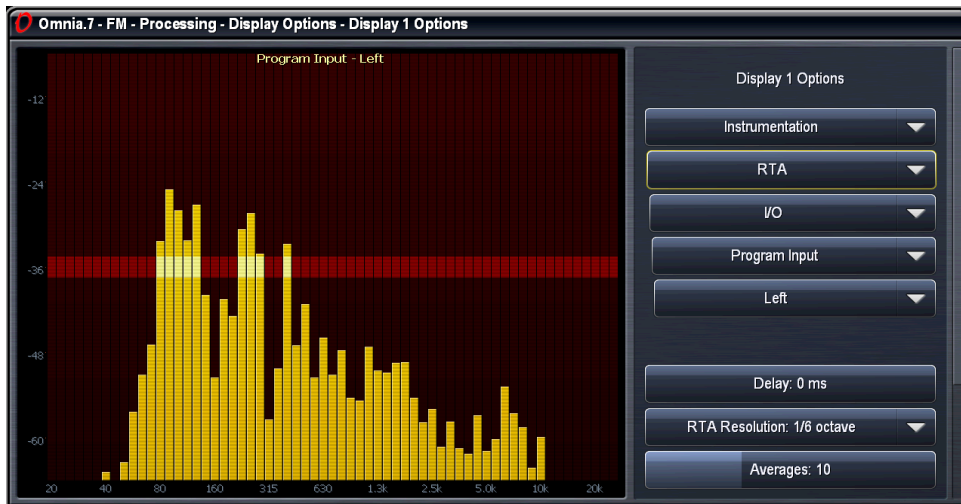 Omnia.7 - FM - Processing - Display Options - Display 1 Options
Program Input - Left
-12
-24
-36
-48
-60
20 40 80 160 315 630 1.3k 2.5k 5.0k 10k 20k
Display 1 Options
Instrumentation
RTA
I/O
Program Input
Left
Delay: 0 ms
RTA Resolution: 1/6 octave
Averages: 10